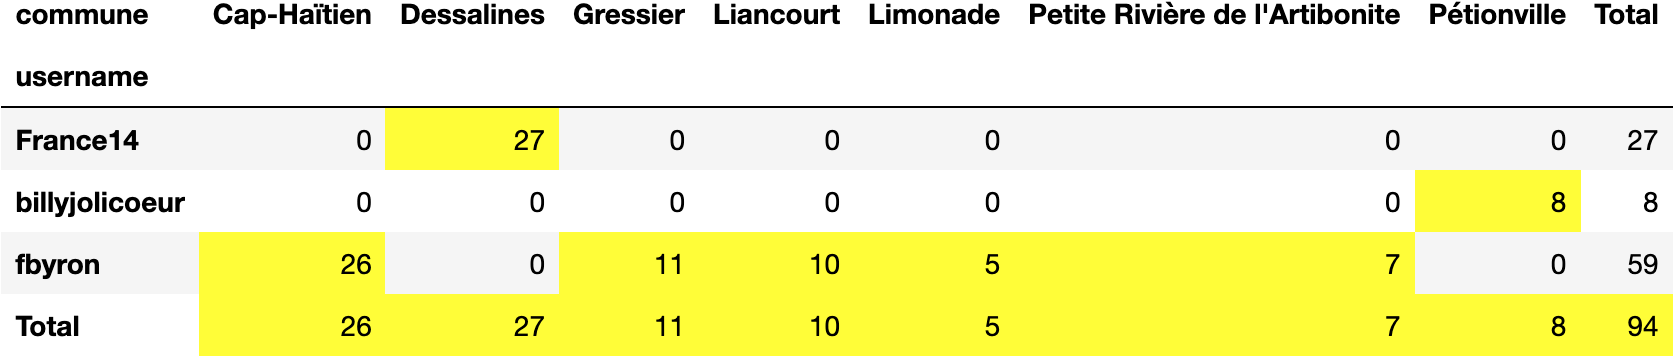 commune Cap-Haïtien Dessalines Gressier Liancourt Limonade Petite Rivière de l'Artibonite Pétionville Total
username
France14 0 27 0 0 0 0 0 27
billyjolicoeur 0 0 0 0 0 0 8 8
fbyron 26 0 11 10 5 7 0 59
Total 26 27 11 10 5 7 8 94